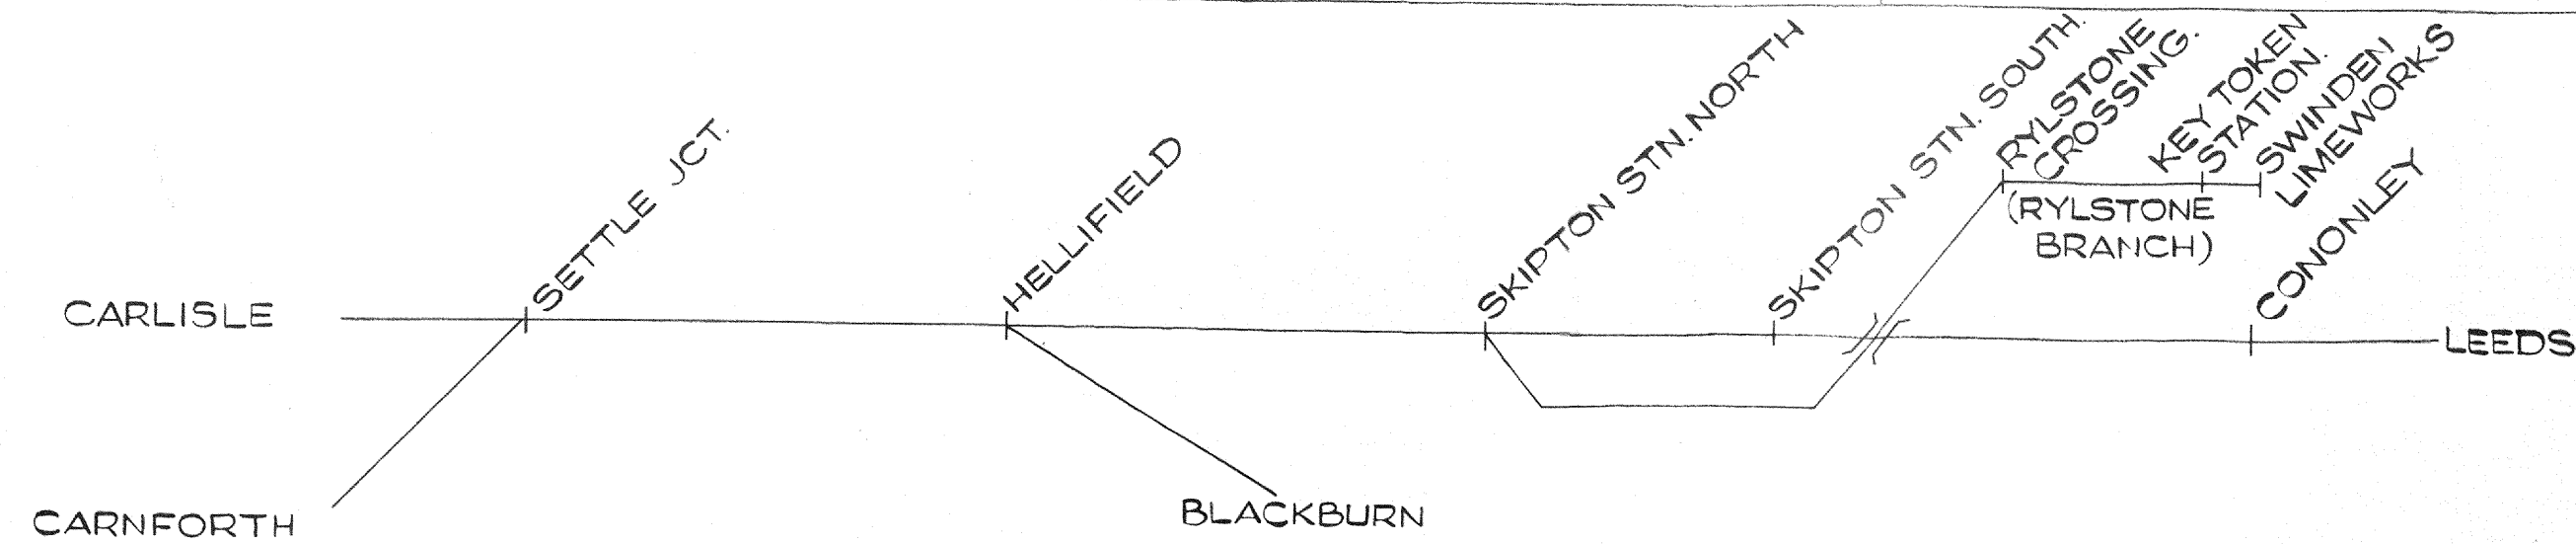 CARLISLE
CARNFORTH
SETTLE JCT.
HELLIFIELD
BLACKBURN
SKIPTON STN. NORTH
SKIPTON STN. SOUTH.
RYLSTONE
CROSSING.
(RYLSTONE
BRANCH)
KEY TOKEN
STATION.
SWINDEN
LIMEWORKS
CONONLEY
LEEDS